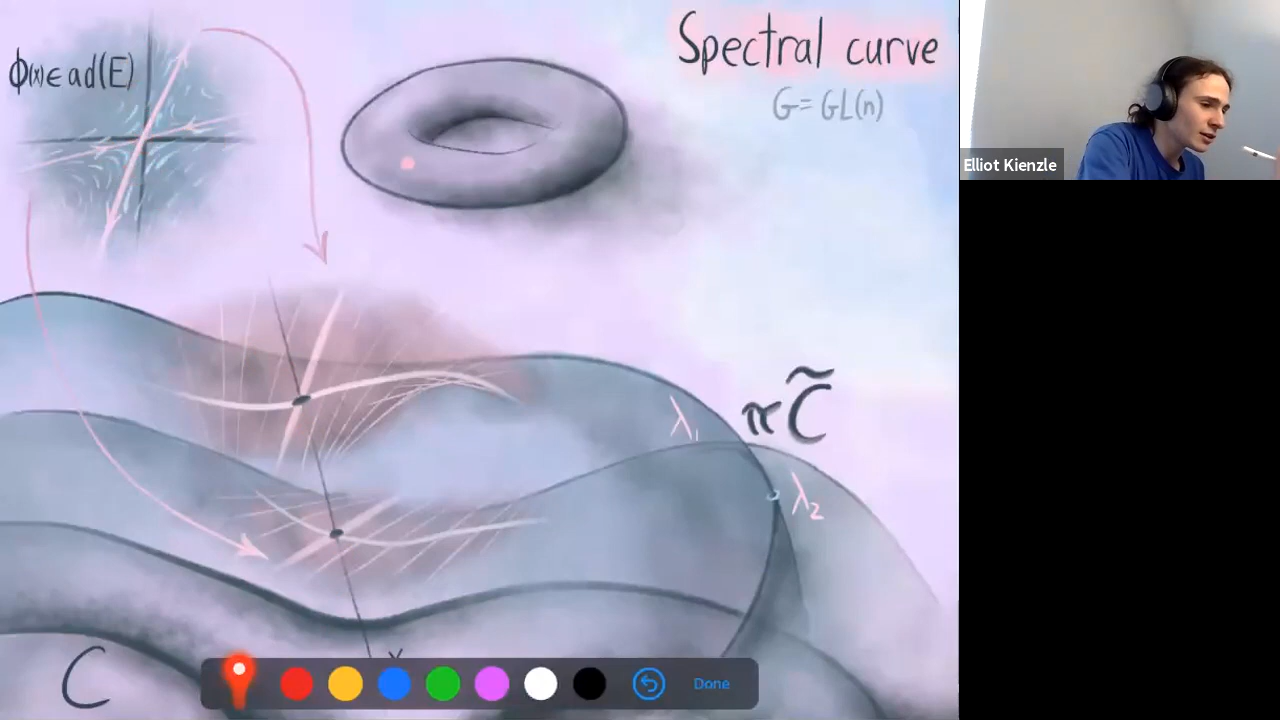 Spectral curve
G=GL(n)
ϕ(x)∈ad(E)
Elliot Kienzle
λ₁
C̃
λ₂
x
C
Done